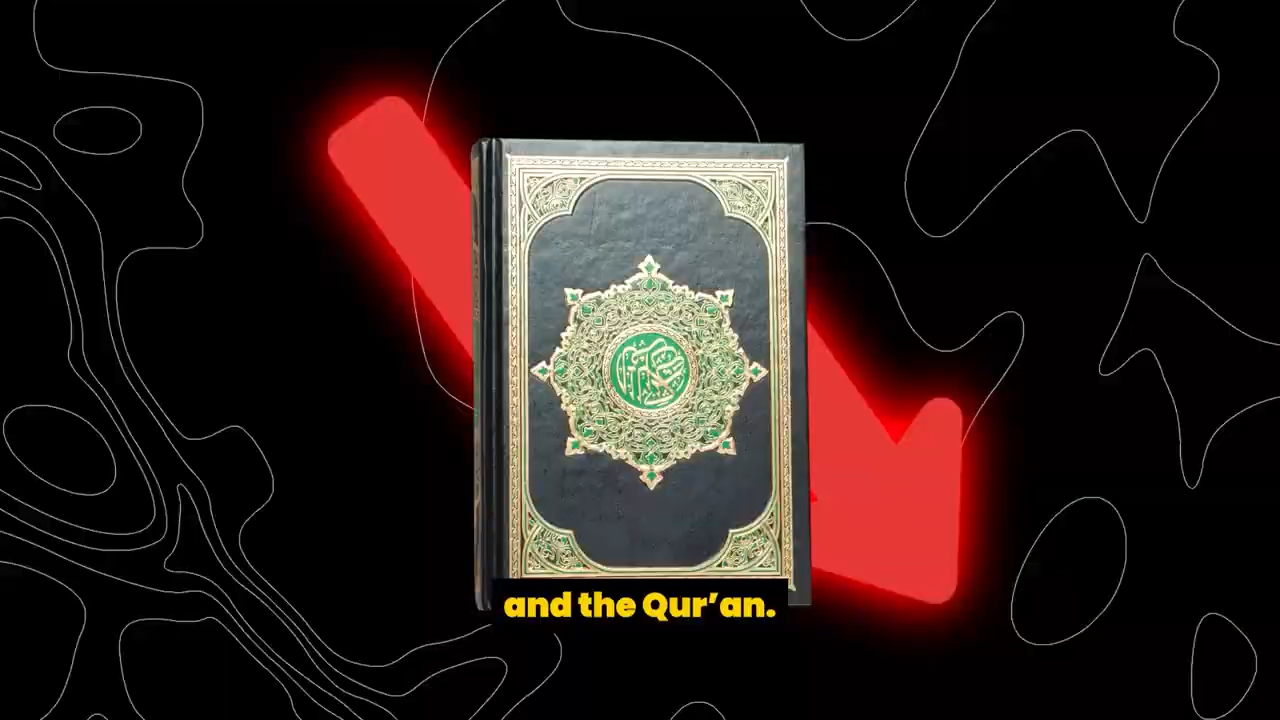 and the Qur’an.